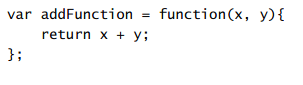 var addFunction = function(x, y){
    return x + y;
};